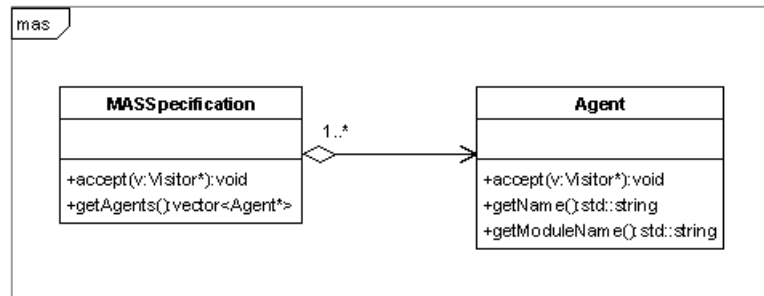 mas
MASSpecification
+accept(v:Visitor*):void
+getAgents():vector<Agent*>
1..*
Agent
+accept(v:Visitor*):void
+getName():std::string
+getModuleName():std::string